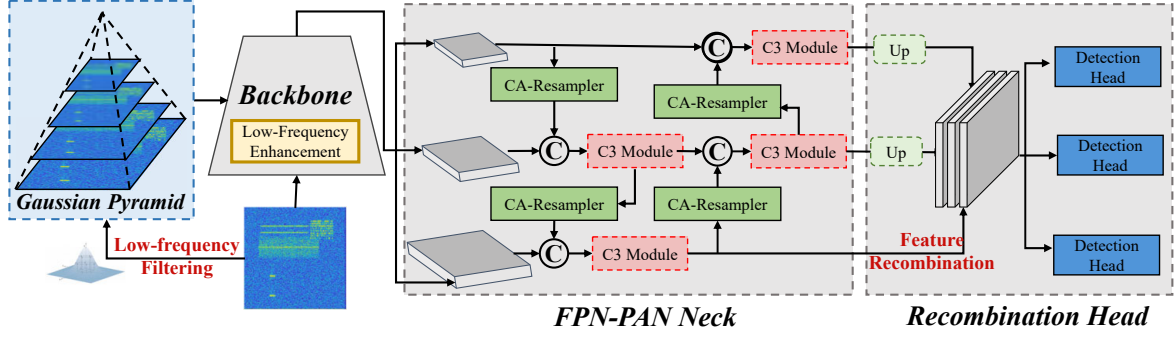 Gaussian Pyramid
Low-frequency
Filtering
Backbone
Low-Frequency
Enhancement
CA-Resampler
C
C3 Module
CA-Resampler
C
C3 Module
C
C3 Module
CA-Resampler
CA-Resampler
C
C3 Module
FPN-PAN Neck
Up
Up
Feature
Recombination
Detection
Head
Detection
Head
Detection
Head
Recombination Head